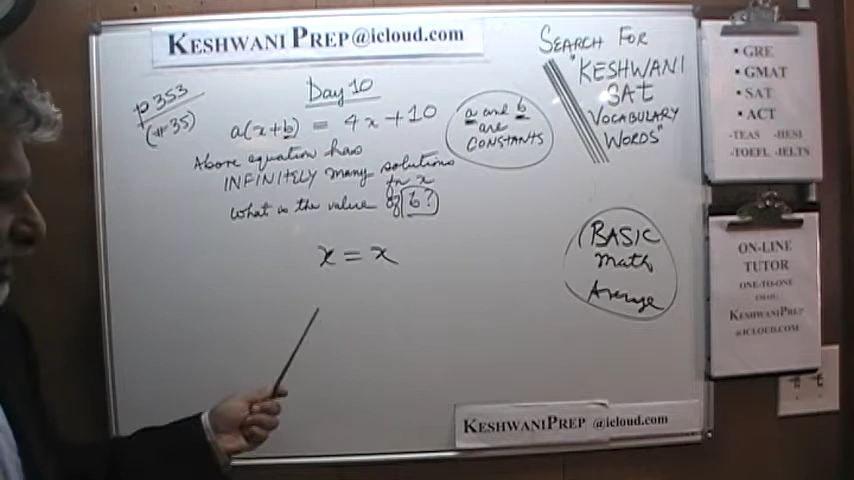 KESHWANI PREP@icloud.com
p 353
(#35)
Day 10
a(x+b) = 4x+10
Above equation has
INFINITELY many solutions
for x
What is the value of b?
a and b
are
CONSTANTS
x = x
SEARCH FOR
"KESHWANI
SAT
VOCABULARY
WORDS"
(BASIC
Math
Average
• GRE
• GMAT
• SAT
• ACT
-TEAS -HESI
-TOEFL -IELTS
ON-LINE
TUTOR
ONE-TO-ONE
KESHWANIPREP
@ICLOUD.COM
KESHWANIPREP @icloud.com